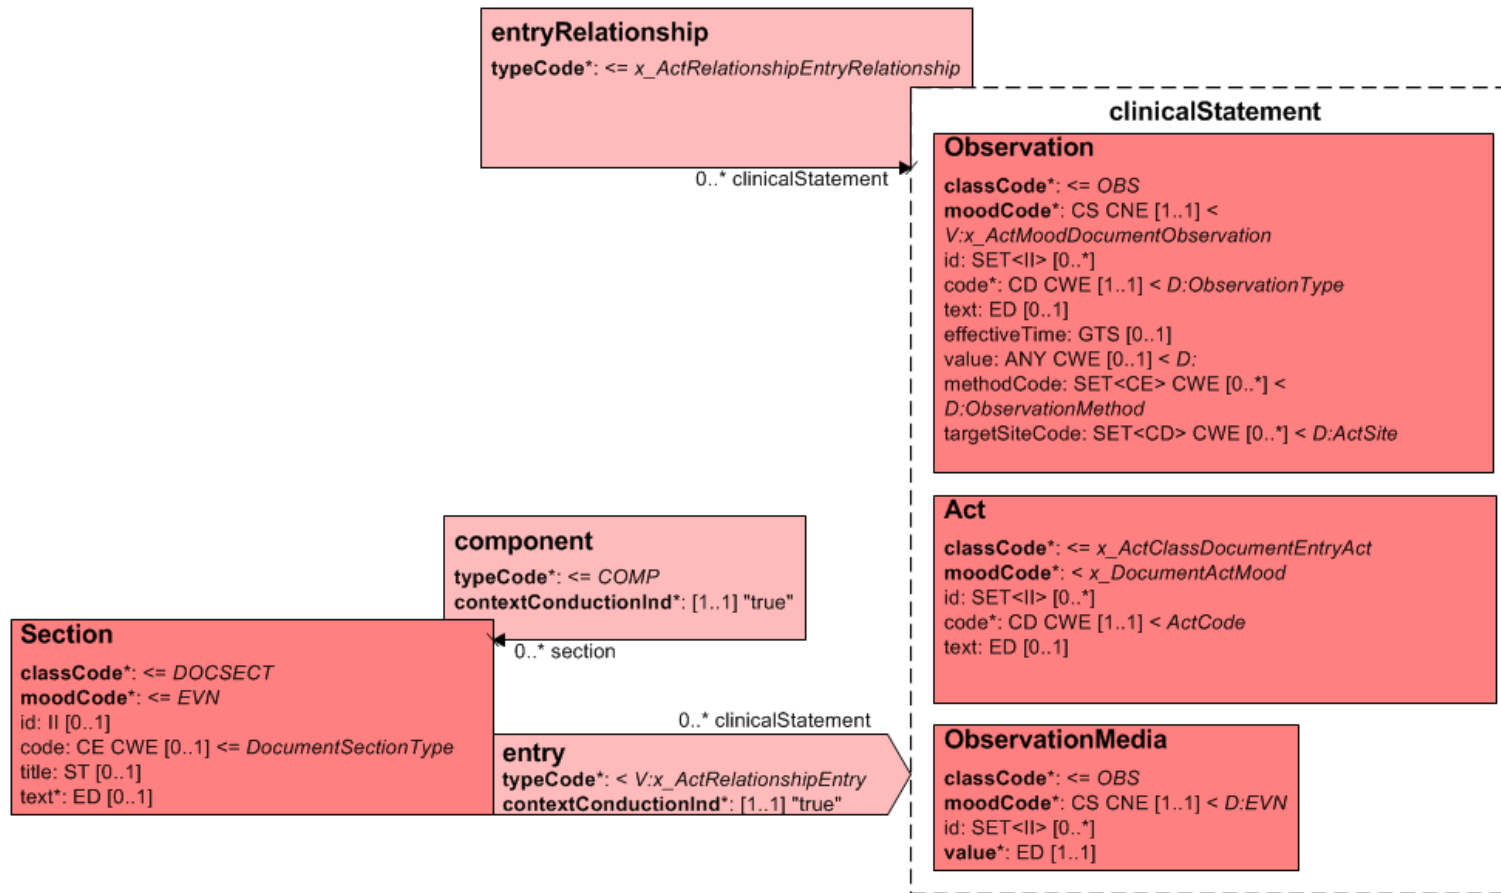 entryRelationship
typeCode*: <= x_ActRelationshipEntryRelationship
0..* clinicalStatement
clinicalStatement
Observation
classCode*: <= OBS
moodCode*: CS CNE [1..1] <
V:x_ActMoodDocumentObservation
id: SET<II> [0..*]
code*: CD CWE [1..1] < D:ObservationType
text: ED [0..1]
effectiveTime: GTS [0..1]
value: ANY CWE [0..1] < D:
methodCode: SET<CE> CWE [0..*] <
D:ObservationMethod
targetSiteCode: SET<CD> CWE [0..*] < D:ActSite
Act
classCode*: <= x_ActClassDocumentEntryAct
moodCode*: < x_DocumentActMood
id: SET<II> [0..*]
code*: CD CWE [1..1] < ActCode
text: ED [0..1]
component
typeCode*: <= COMP
contextConductionInd*: [1..1] "true"
0..* section
Section
classCode*: <= DOCSECT
moodCode*: <= EVN
id: II [0..1]
code: CE CWE [0..1] <= DocumentSectionType
title: ST [0..1]
text*: ED [0..1]
0..* clinicalStatement
entry
typeCode*: < V:x_ActRelationshipEntry
contextConductionInd*: [1..1] "true"
ObservationMedia
classCode*: <= OBS
moodCode*: CS CNE [1..1] < D:EVN
id: SET<II> [0..*]
value*: ED [1..1]